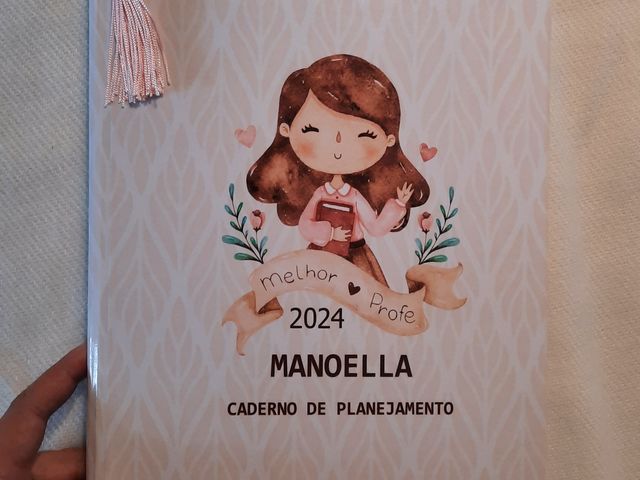 melhor Profe
2024
MANOELLA
CADERNO DE PLANEJAMENTO